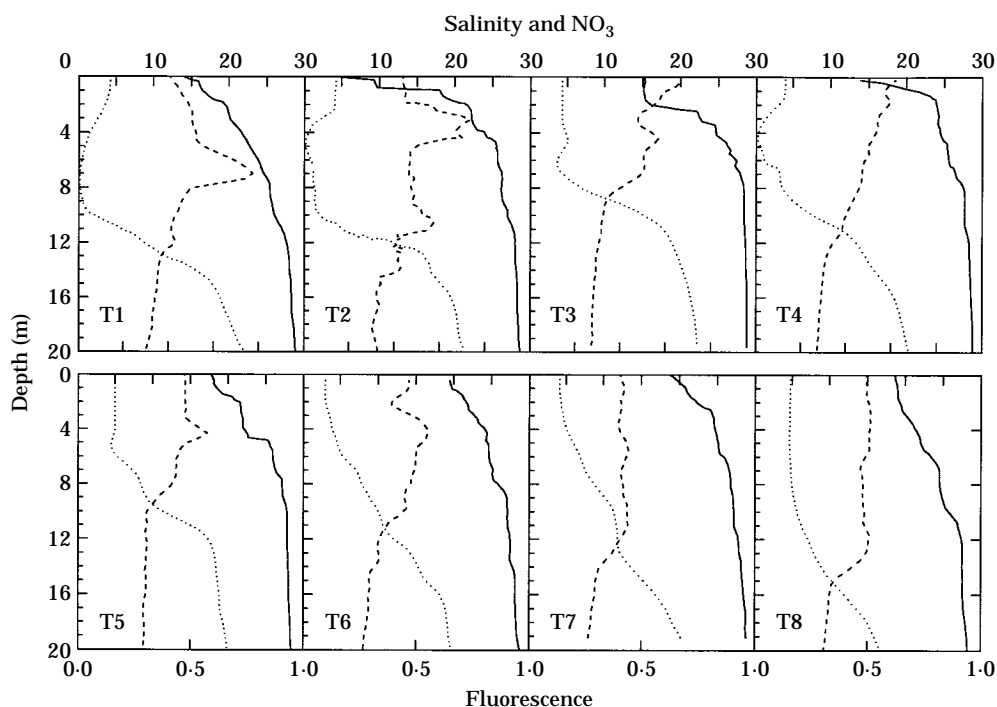 Salinity and NO3
0 10 20 30 10 20 30 10 20 30 10 20 30
Depth (m)
0
4
8
12
16
20
T1 T2 T3 T4
0
4
8
12
16
20
T5 T6 T7 T8
0.0 0·5 1·0 0·5 1·0 0·5 1·0 0·5 1·0
Fluorescence